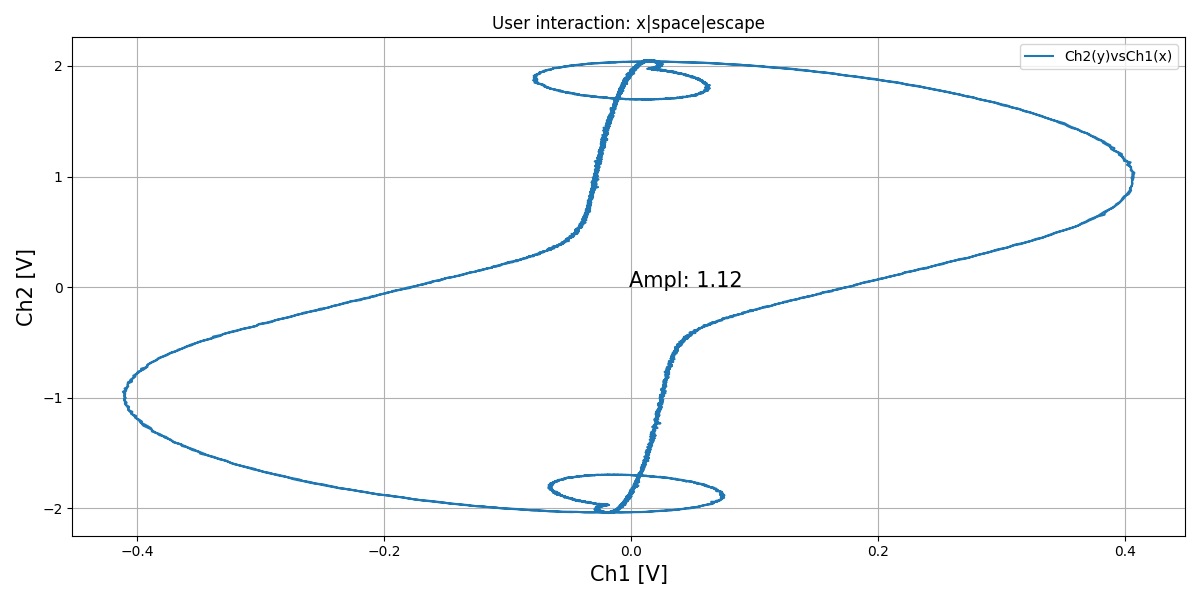 User interaction: x|space|escape
Ch2(y)vsCh1(x)
2
1
0
−1
−2
Ch2 [V]
Ampl: 1.12
−0.4
−0.2
0.0
0.2
0.4
Ch1 [V]